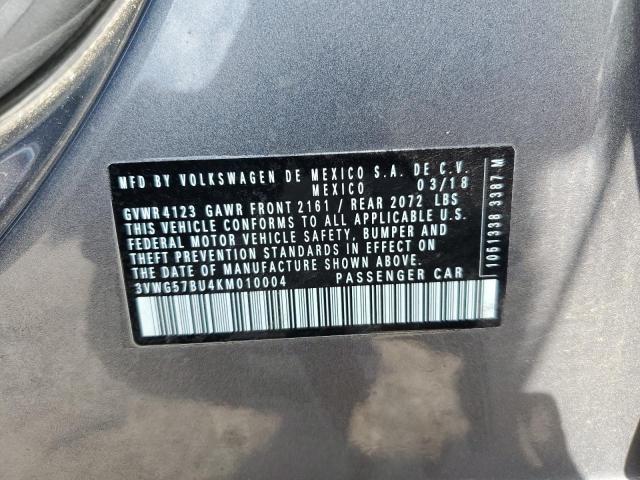 MFD BY VOLKSWAGEN DE MEXICO S.A. DE C.V.
MEXICO 03/18
GVWR 4123 GAWR FRONT 2161 / REAR 2072 LBS
THIS VEHICLE CONFORMS TO ALL APPLICABLE U.S.
FEDERAL MOTOR VEHICLE SAFETY, BUMPER AND
THEFT PREVENTION STANDARDS IN EFFECT ON
THE DATE OF MANUFACTURE SHOWN ABOVE.
3VWG57BU4KM010004 PASSENGER CAR
1061338 3387 M